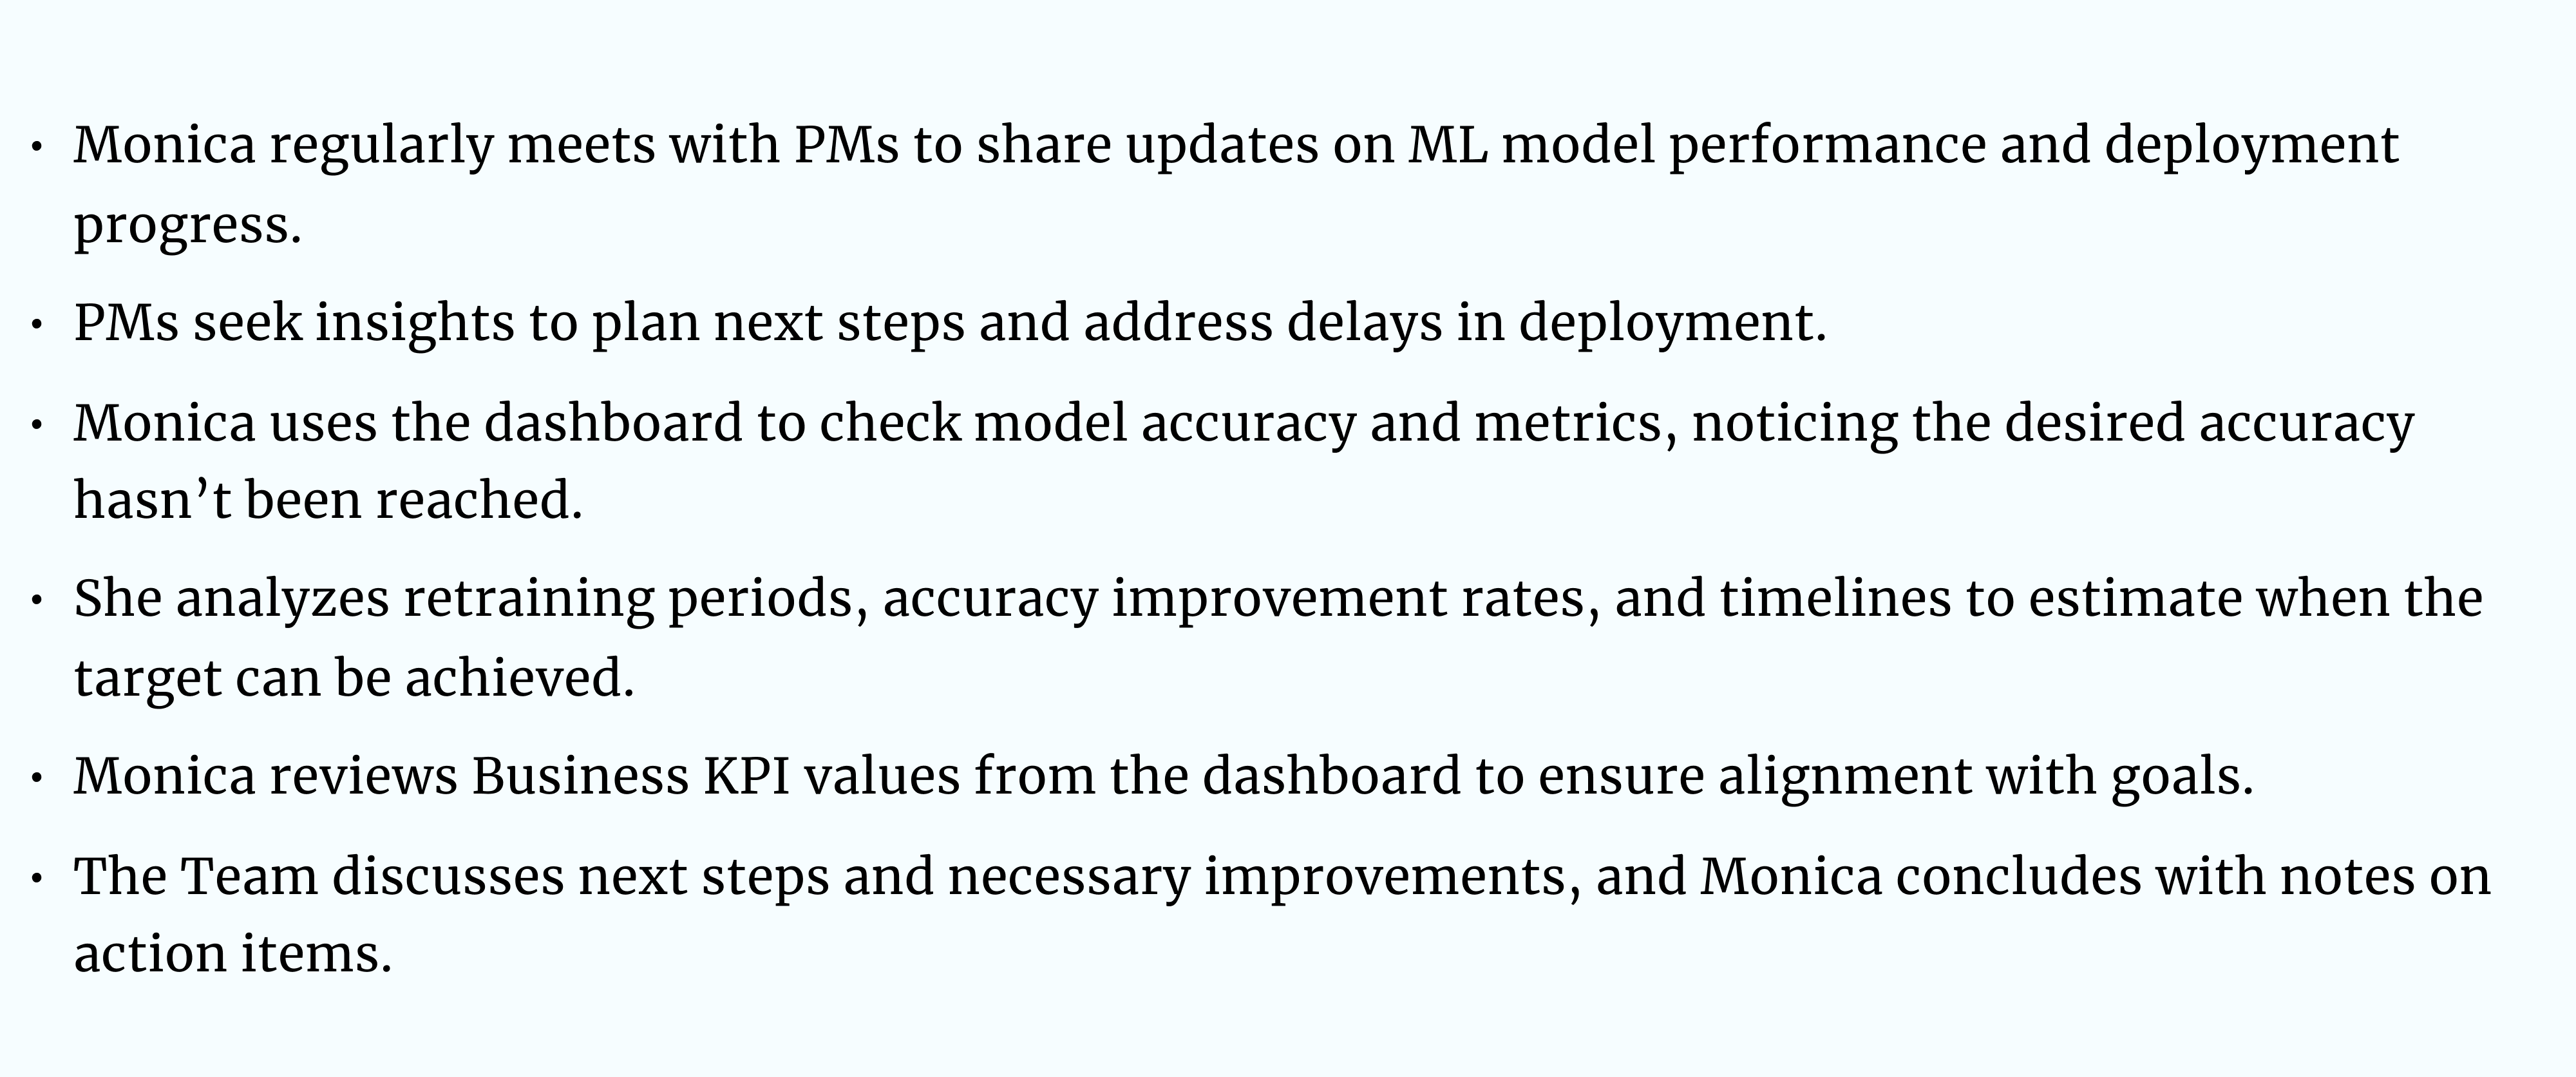 • Monica regularly meets with PMs to share updates on ML model performance and deployment
progress.
• PMs seek insights to plan next steps and address delays in deployment.
• Monica uses the dashboard to check model accuracy and metrics, noticing the desired accuracy
hasn’t been reached.
• She analyzes retraining periods, accuracy improvement rates, and timelines to estimate when the
target can be achieved.
• Monica reviews Business KPI values from the dashboard to ensure alignment with goals.
• The Team discusses next steps and necessary improvements, and Monica concludes with notes on
action items.